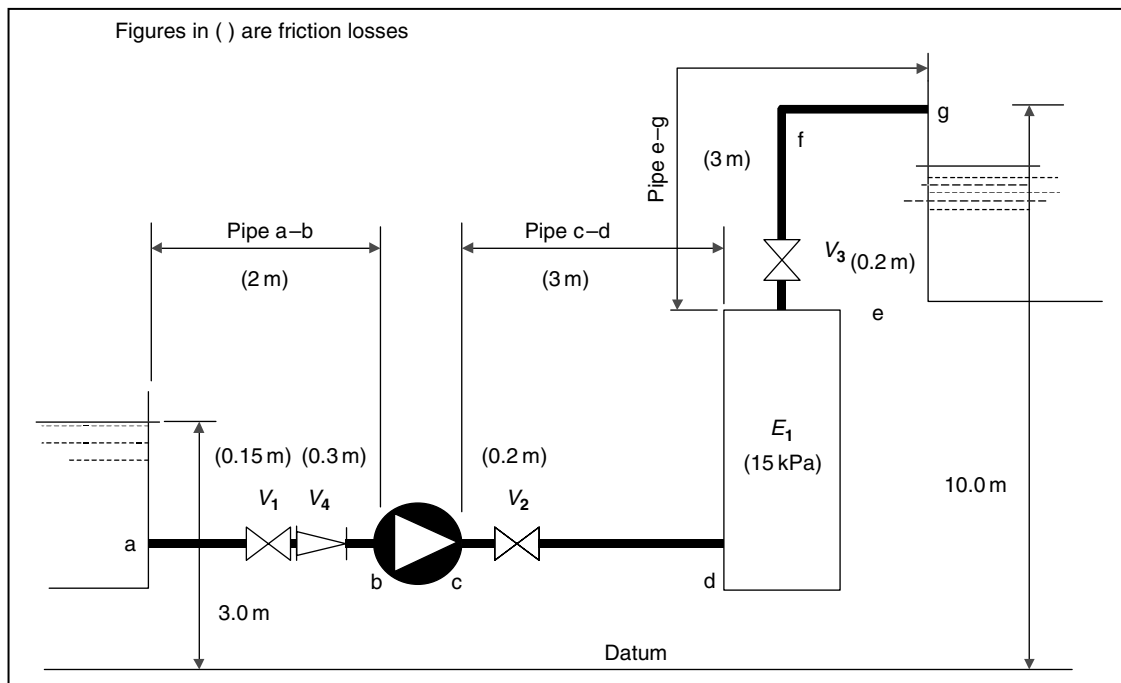 Figures in ( ) are friction losses
g
f
Pipe e–g
(3 m)
Pipe a–b
Pipe c–d
(2 m)
(3 m)
V3 (0.2 m)
e
E1
(15 kPa)
(0.15 m) (0.3 m)
(0.2 m)
V1
V4
V2
10.0 m
a
b
c
d
3.0 m
Datum